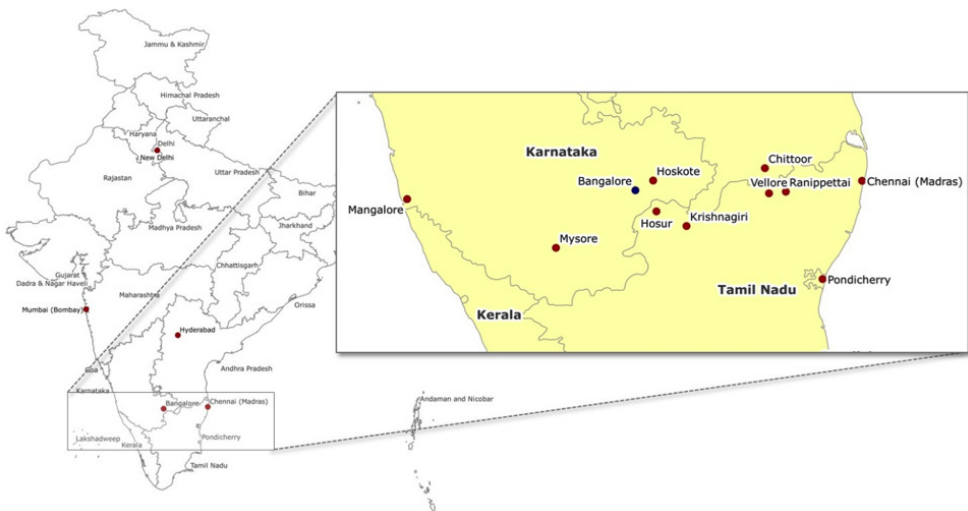 Jammu & Kashmir
Himachal Pradesh
Uttaranchal
Haryana
Delhi
New Delhi
Uttar Pradesh
Rajastan
Bihar
Jharkhand
Madhya Pradesh
Chhattisgarh
Gujarat
Dadra & Nagar Haveli
Maharashtra
Orissa
Mumbai (Bombay)
Hyderabad
Goa
Andhra Pradesh
Karnataka
Bangalore
Chennai (Madras)
Lakshadweep
Kerala
Pondicherry
Tamil Nadu
Andaman and Nicobar
Karnataka
Chittoor
Hoskote
Bangalore
Vellore
Ranippettai
Chennai (Madras)
Mangalore
Hosur
Krishnagiri
Mysore
Tamil Nadu
Pondicherry
Kerala